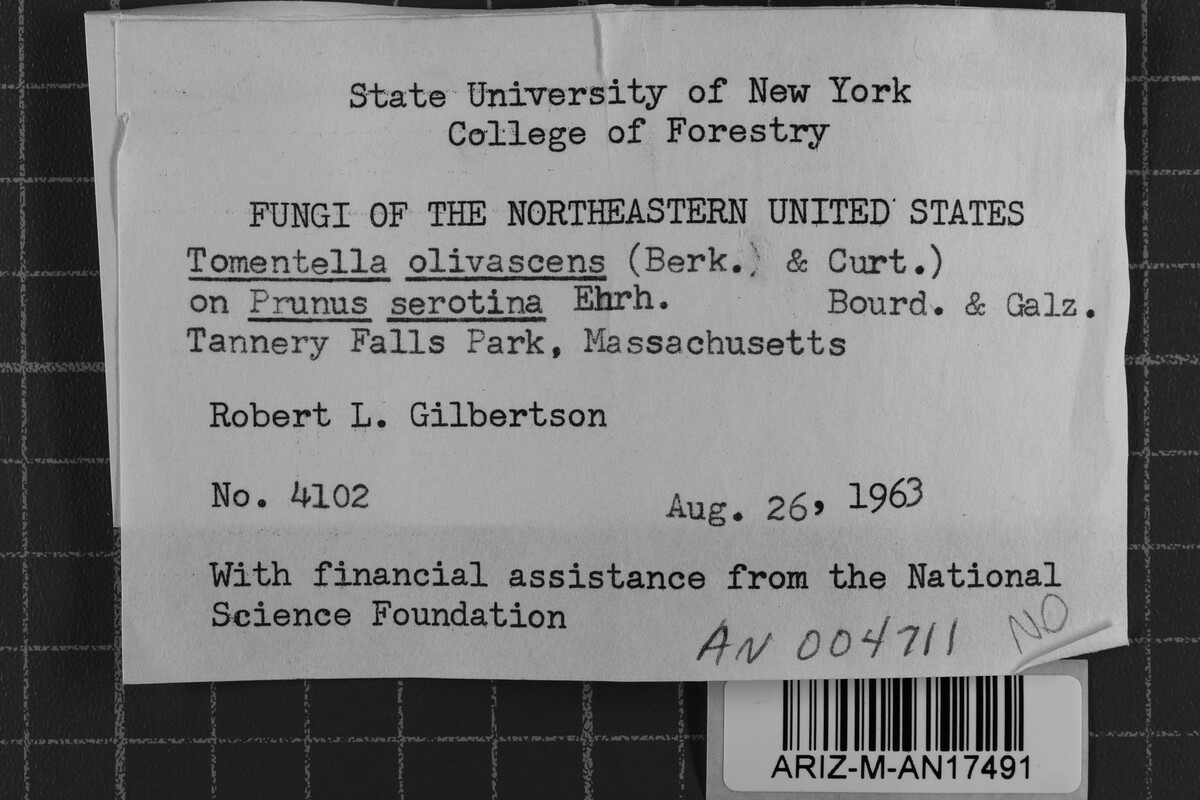 State University of New York
College of Forestry
FUNGI OF THE NORTHEASTERN UNITED STATES
Tomentella olivascens (Berk.) & Curt.)
on Prunus serotina Ehrh. Bourd. & Galz.
Tannery Falls Park, Massachusetts
Robert L. Gilbertson
No. 4102 Aug. 26, 1963
With financial assistance from the National
Science Foundation
AN 004711 NO
ARIZ-M-AN17491